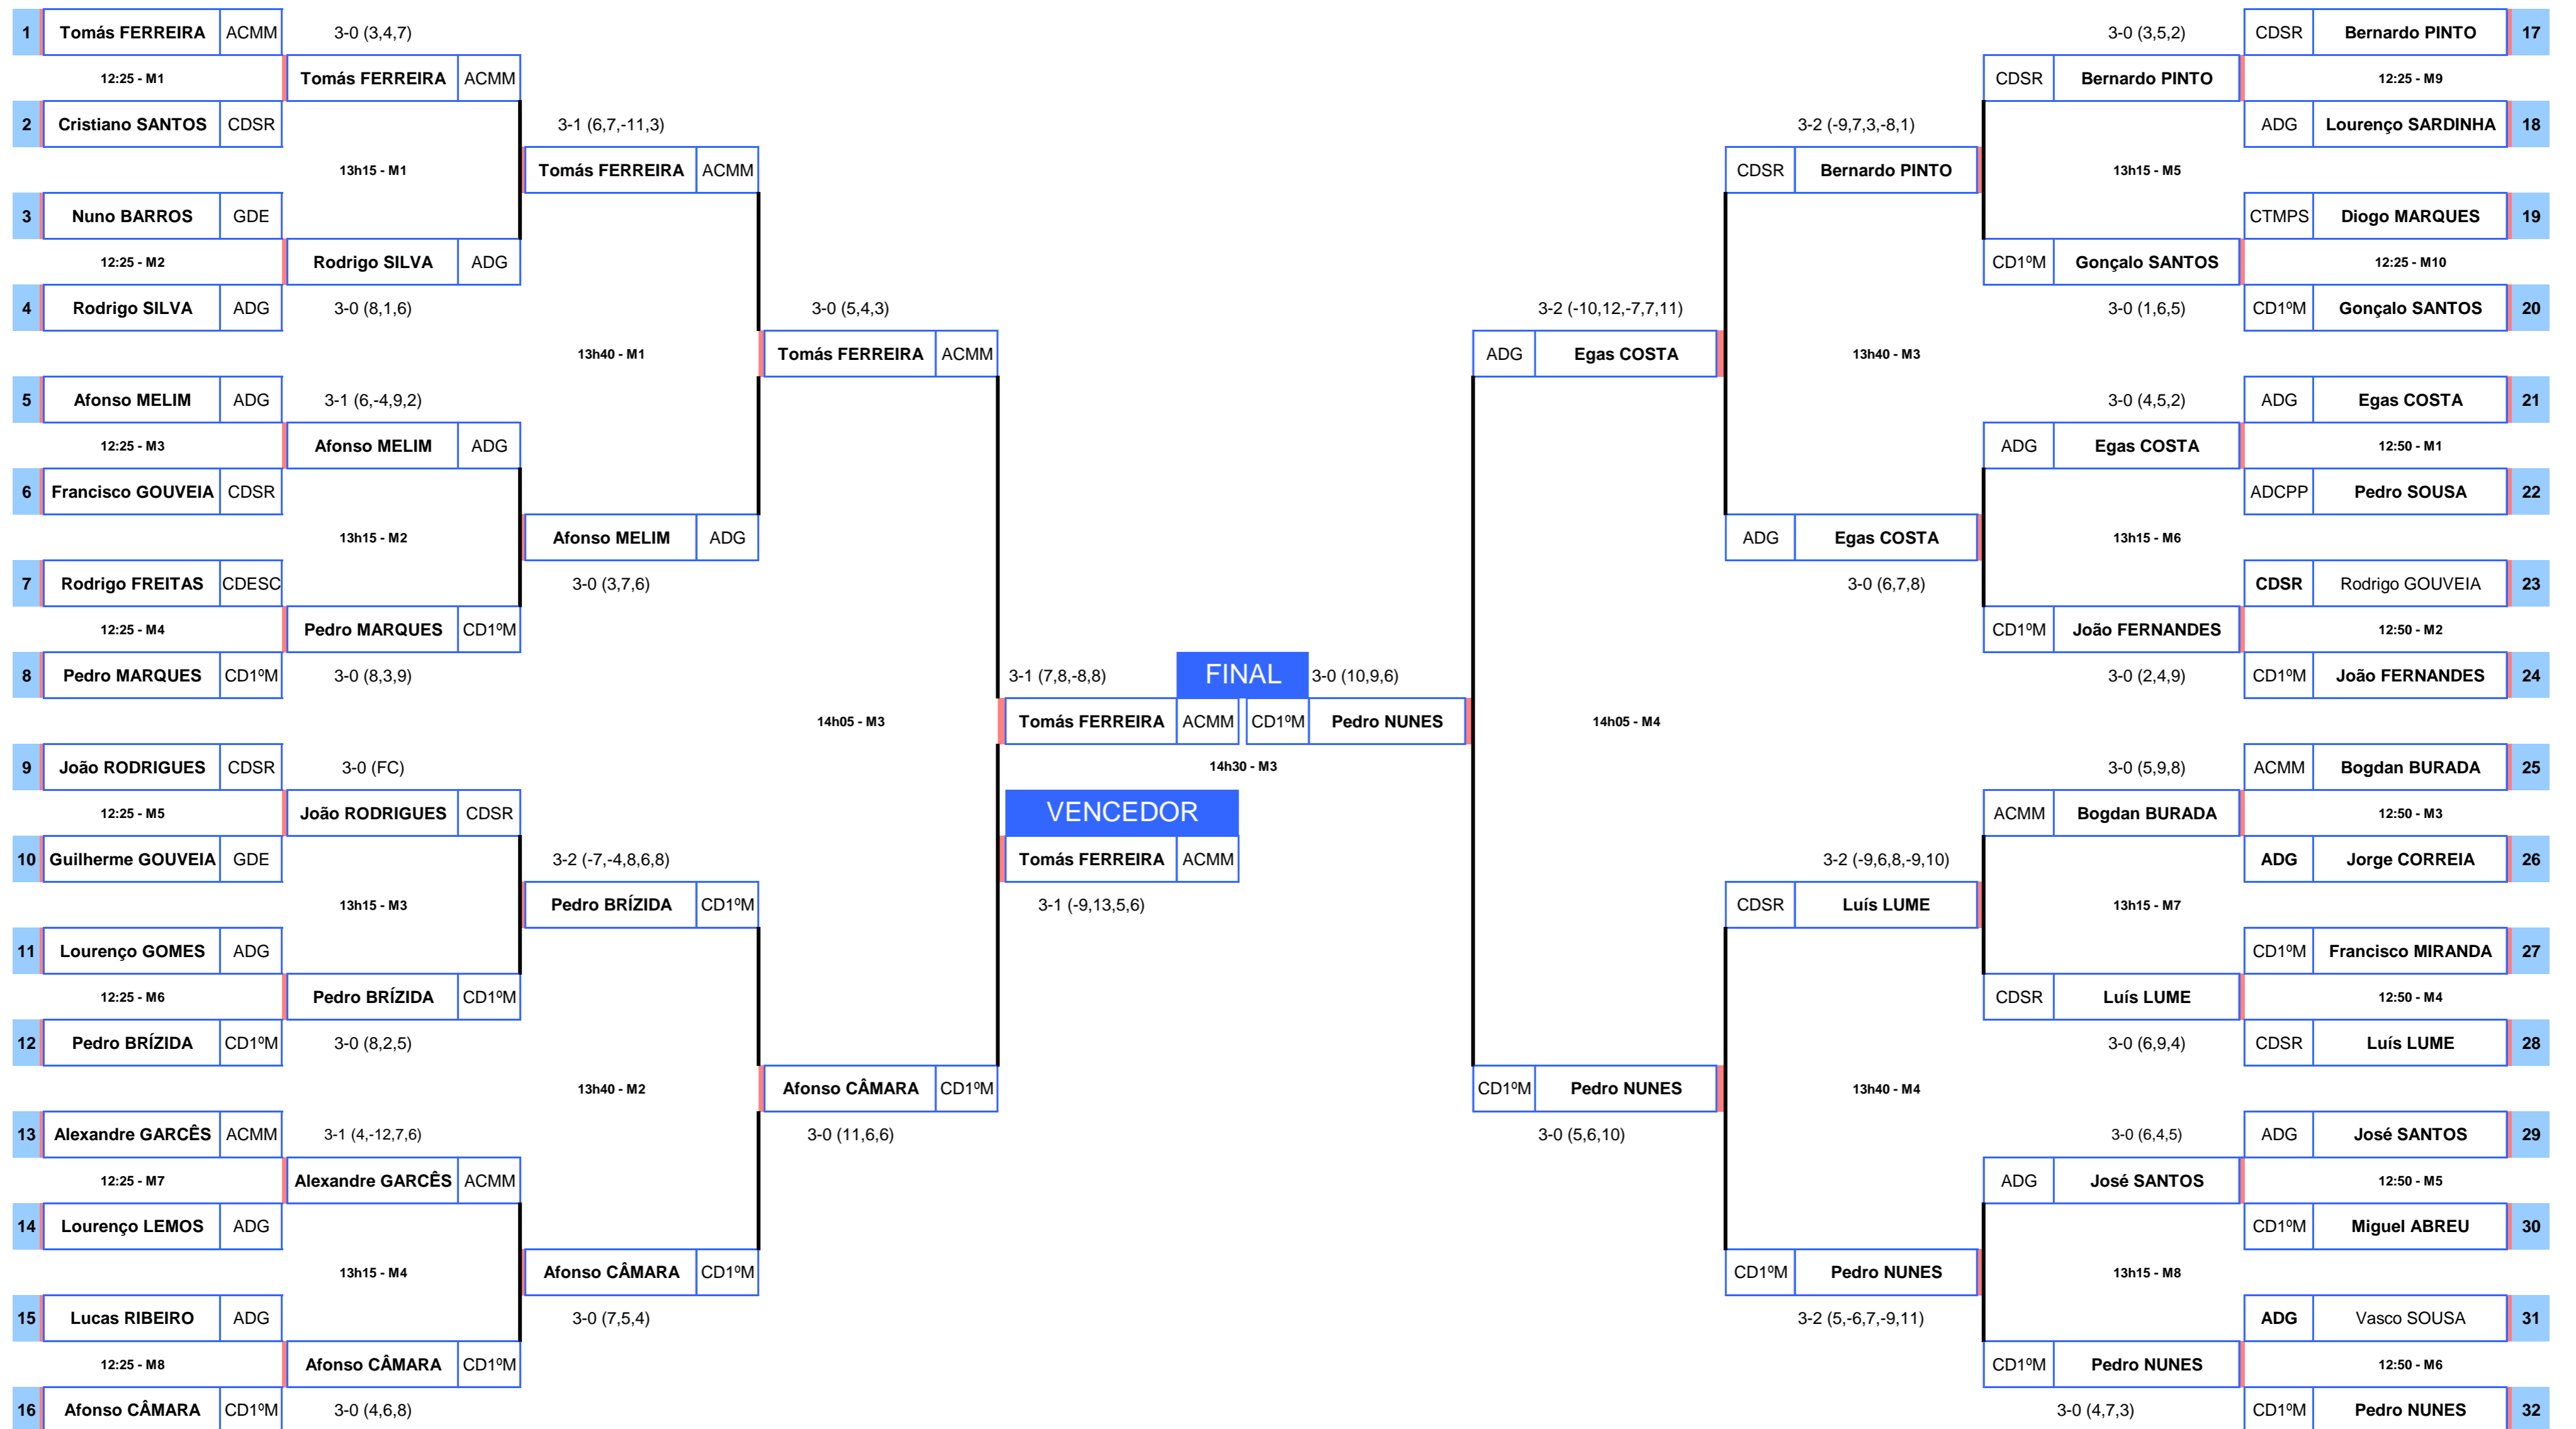 1 Tomás FERREIRA ACMM 3-0 (3,4,7) 3-0 (3,5,2) CDSR Bernardo PINTO 17
12:25 - M1 Tomás FERREIRA ACMM CDSR Bernardo PINTO 12:25 - M9
2 Cristiano SANTOS CDSR 3-1 (6,7,-11,3) 3-2 (-9,7,3,-8,1) ADG Lourenço SARDINHA 18
13h15 - M1 Tomás FERREIRA ACMM CDSR Bernardo PINTO 13h15 - M5
3 Nuno BARROS GDE CTMPS Diogo MARQUES 19
12:25 - M2 Rodrigo SILVA ADG CD1ºM Gonçalo SANTOS 12:25 - M10
4 Rodrigo SILVA ADG 3-0 (8,1,6) 3-0 (5,4,3) 3-2 (-10,12,-7,7,11) 3-0 (1,6,5) CD1ºM Gonçalo SANTOS 20
13h40 - M1 Tomás FERREIRA ACMM ADG Egas COSTA 13h40 - M3
5 Afonso MELIM ADG 3-1 (6,-4,9,2) 3-0 (4,5,2) ADG Egas COSTA 21
12:25 - M3 Afonso MELIM ADG ADG Egas COSTA 12:50 - M1
6 Francisco GOUVEIA CDSR ADCPP Pedro SOUSA 22
13h15 - M2 Afonso MELIM ADG ADG Egas COSTA 13h15 - M6
7 Rodrigo FREITAS CDESC 3-0 (3,7,6) 3-0 (6,7,8) CDSR Rodrigo GOUVEIA 23
12:25 - M4 Pedro MARQUES CD1ºM CD1ºM João FERNANDES 12:50 - M2
8 Pedro MARQUES CD1ºM 3-0 (8,3,9) 3-1 (7,8,-8,8) FINAL 3-0 (10,9,6) 3-0 (2,4,9) CD1ºM João FERNANDES 24
14h05 - M3 Tomás FERREIRA ACMM CD1ºM Pedro NUNES 14h05 - M4
9 João RODRIGUES CDSR 3-0 (FC) 14h30 - M3 3-0 (5,9,8) ACMM Bogdan BURADA 25
12:25 - M5 João RODRIGUES CDSR VENCEDOR ACMM Bogdan BURADA 12:50 - M3
10 Guilherme GOUVEIA GDE 3-2 (-7,-4,8,6,8) Tomás FERREIRA ACMM 3-2 (-9,6,8,-9,10) ADG Jorge CORREIA 26
13h15 - M3 Pedro BRÍZIDA CD1ºM 3-1 (-9,13,5,6) CDSR Luís LUME 13h15 - M7
11 Lourenço GOMES ADG CD1ºM Francisco MIRANDA 27
12:25 - M6 Pedro BRÍZIDA CD1ºM CDSR Luís LUME 12:50 - M4
12 Pedro BRÍZIDA CD1ºM 3-0 (8,2,5) 3-0 (6,9,4) CDSR Luís LUME 28
13h40 - M2 Afonso CÂMARA CD1ºM CD1ºM Pedro NUNES 13h40 - M4
13 Alexandre GARCÊS ACMM 3-1 (4,-12,7,6) 3-0 (11,6,6) 3-0 (5,6,10) 3-0 (6,4,5) ADG José SANTOS 29
12:25 - M7 Alexandre GARCÊS ACMM ADG José SANTOS 12:50 - M5
14 Lourenço LEMOS ADG CD1ºM Miguel ABREU 30
13h15 - M4 Afonso CÂMARA CD1ºM CD1ºM Pedro NUNES 13h15 - M8
15 Lucas RIBEIRO ADG 3-0 (7,5,4) 3-2 (5,-6,7,-9,11) ADG Vasco SOUSA 31
12:25 - M8 Afonso CÂMARA CD1ºM CD1ºM Pedro NUNES 12:50 - M6
16 Afonso CÂMARA CD1ºM 3-0 (4,6,8) 3-0 (4,7,3) CD1ºM Pedro NUNES 32